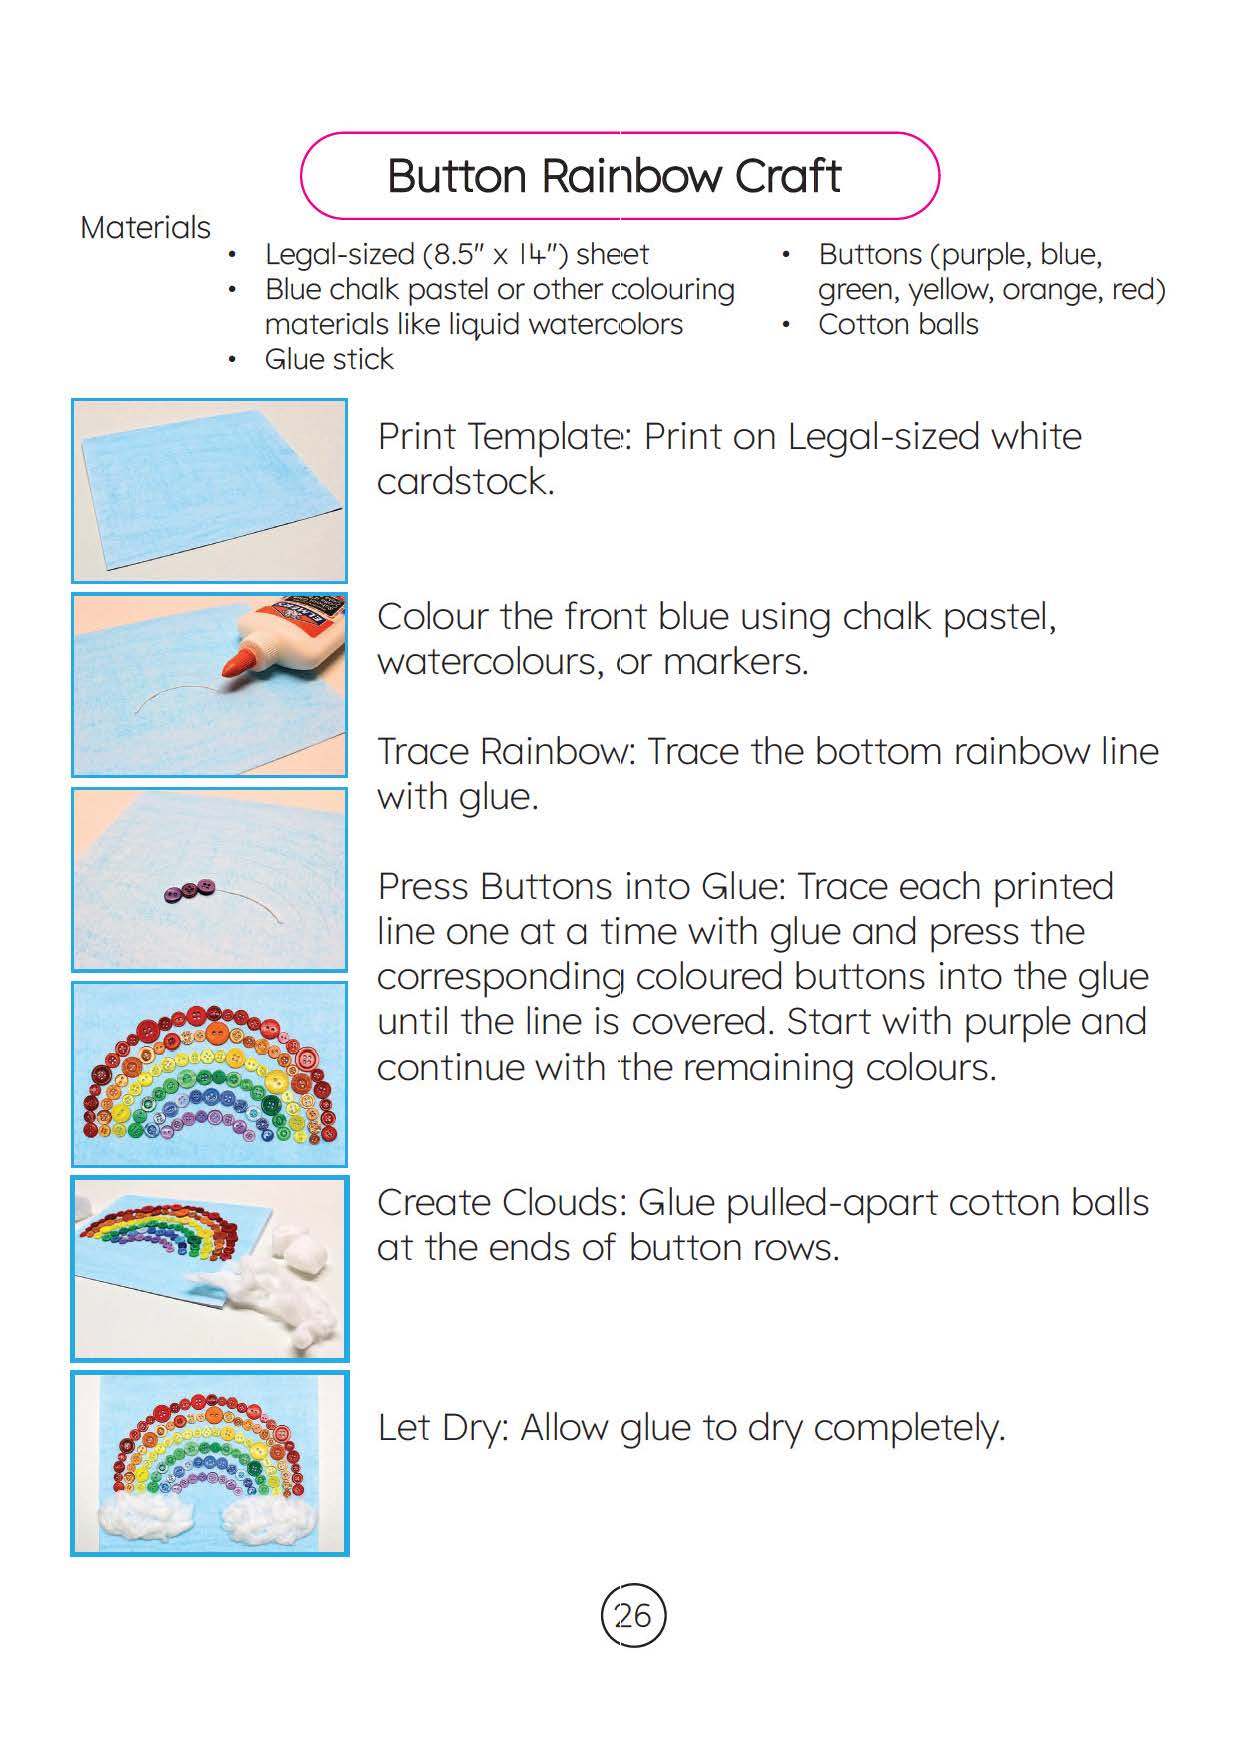 Button Rainbow Craft
Materials
• Legal-sized (8.5" x 14") sheet
• Blue chalk pastel or other colouring
materials like liquid watercolors
• Glue stick
• Buttons (purple, blue,
green, yellow, orange, red)
• Cotton balls
Print Template: Print on Legal-sized white
cardstock.
Colour the front blue using chalk pastel,
watercolours, or markers.
Trace Rainbow: Trace the bottom rainbow line
with glue.
Press Buttons into Glue: Trace each printed
line one at a time with glue and press the
corresponding coloured buttons into the glue
until the line is covered. Start with purple and
continue with the remaining colours.
Create Clouds: Glue pulled-apart cotton balls
at the ends of button rows.
Let Dry: Allow glue to dry completely.
26